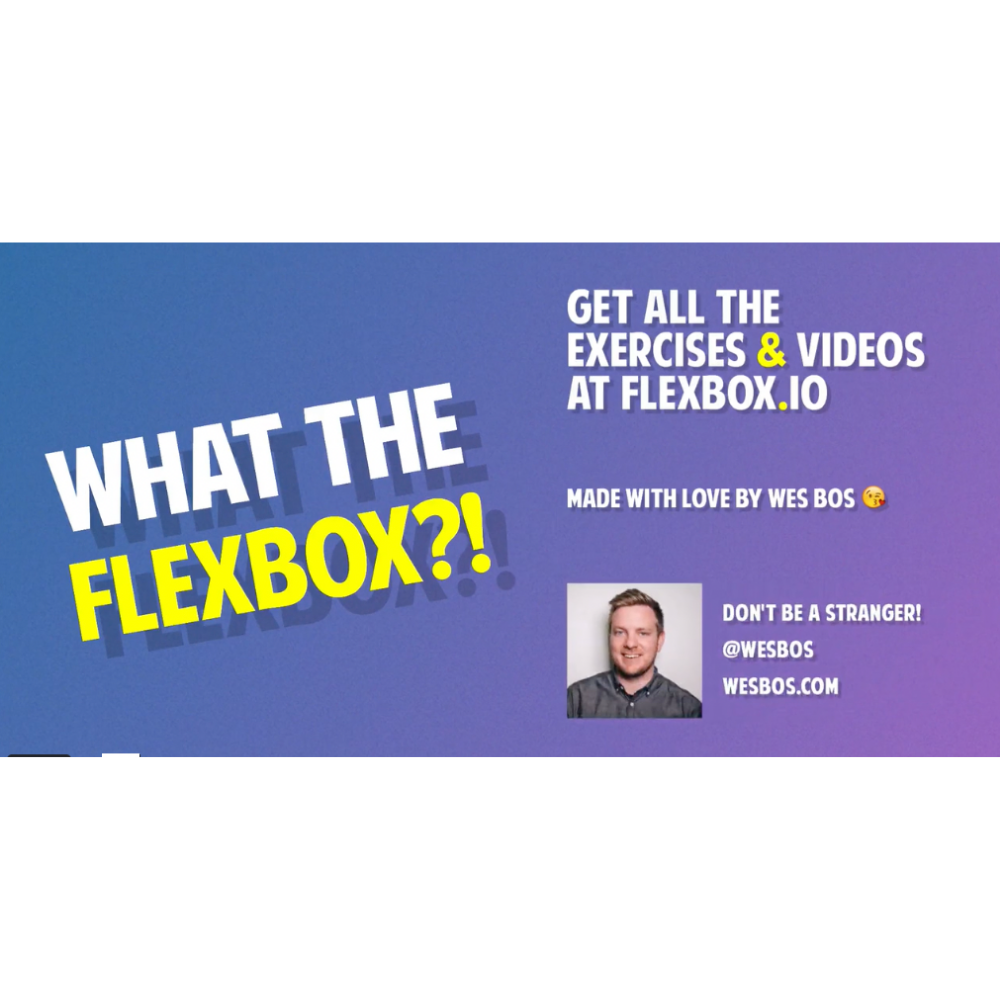 WHAT THE
FLEXBOX?!
GET ALL THE
EXERCISES & VIDEOS
AT FLEXBOX.IO
MADE WITH LOVE BY WES BOS 😘
DON'T BE A STRANGER!
@WESBOS
WESBOS.COM